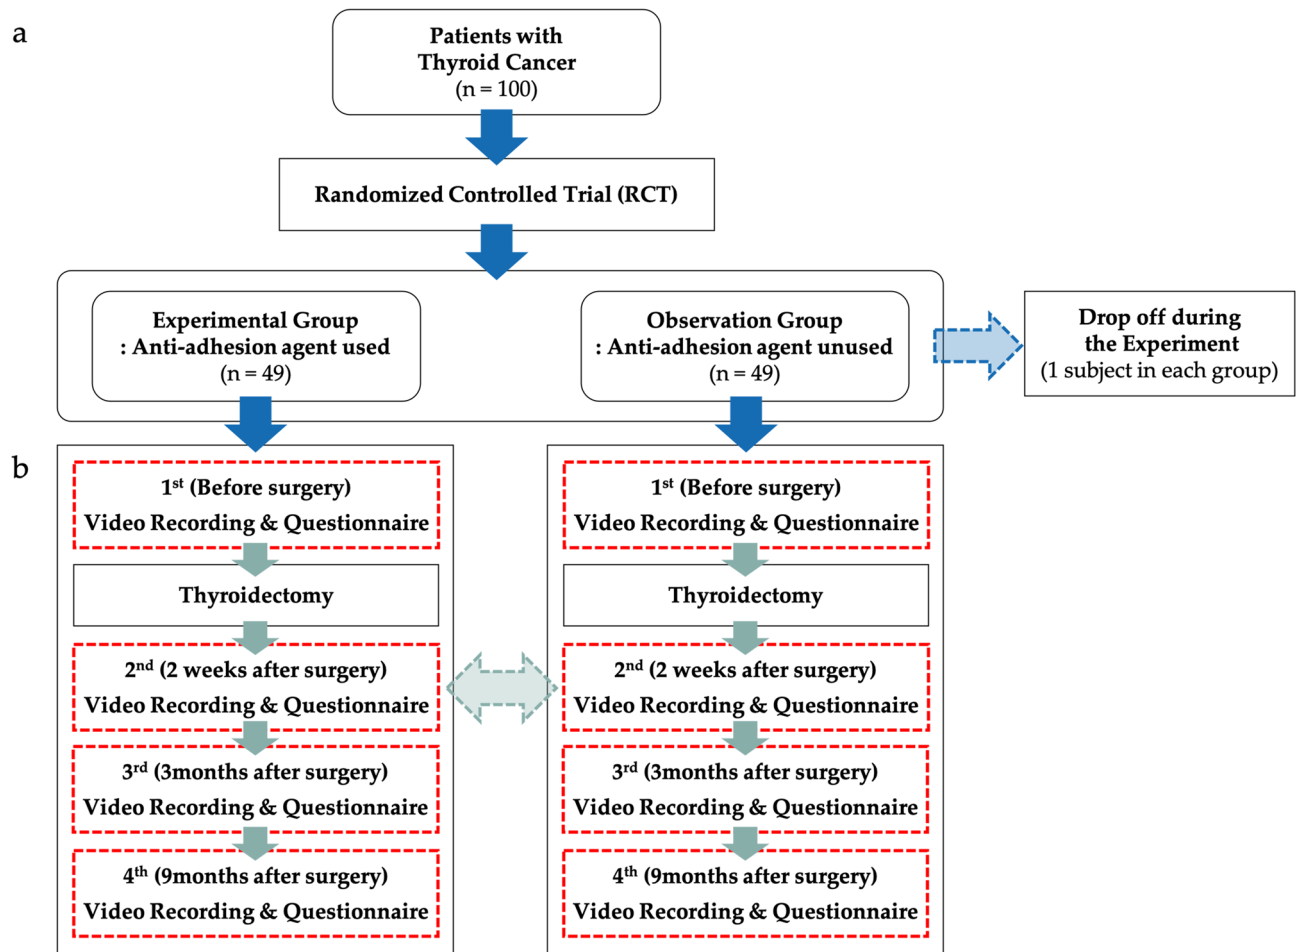 a
Patients with
Thyroid Cancer
(n = 100)
Randomized Controlled Trial (RCT)
Experimental Group
: Anti-adhesion agent used
(n = 49)
Observation Group
: Anti-adhesion agent unused
(n = 49)
Drop off during
the Experiment
(1 subject in each group)
b
1st (Before surgery)
Video Recording & Questionnaire
Thyroidectomy
2nd (2 weeks after surgery)
Video Recording & Questionnaire
3rd (3months after surgery)
Video Recording & Questionnaire
4th (9months after surgery)
Video Recording & Questionnaire
1st (Before surgery)
Video Recording & Questionnaire
Thyroidectomy
2nd (2 weeks after surgery)
Video Recording & Questionnaire
3rd (3months after surgery)
Video Recording & Questionnaire
4th (9months after surgery)
Video Recording & Questionnaire